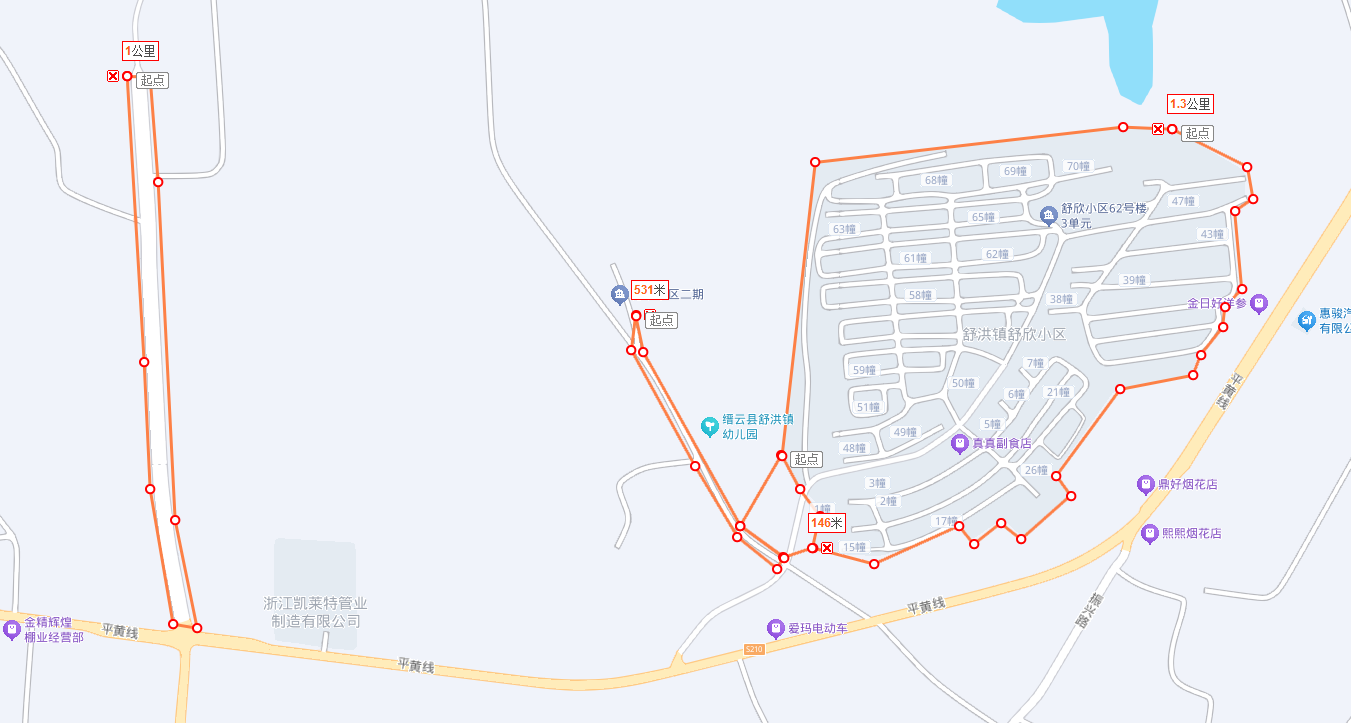 1公里
起点
1.3公里
起点
70幢
69幢
68幢
舒欣小区62号楼
3单元
47幢
65幢
63幢
43幢
62幢
61幢
39幢
531米
区二期
起点
58幢
38幢
金日好洋参
惠骏汽
有限公
舒洪镇舒欣小区
7幢
59幢
50幢
6幢
21幢
平黄线
51幢
缙云县舒洪镇
幼儿园
5幢
49幢
真真副食店
48幢
起点
26幢
3幢
鼎好烟花店
2幢
1幢
146米
17幢
熙熙烟花店
15幢
浙江凯莱特管业
制造有限公司
平黄线
振兴路
金精辉煌
棚业经营部
平黄线
爱玛电动车
S210
平黄线